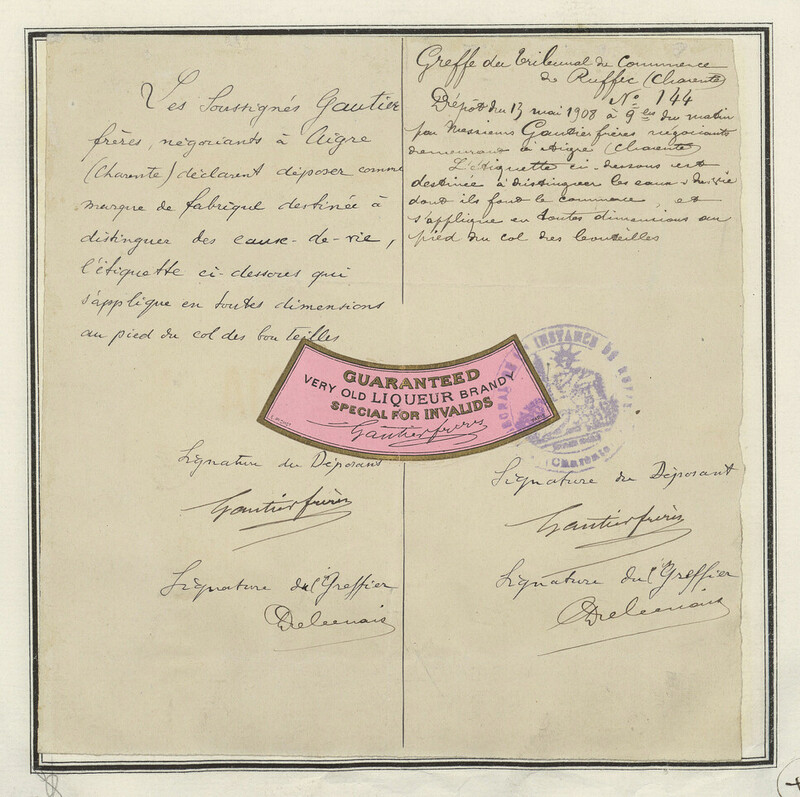 Les Soussignés Gautier
frères, négociants à Aigre
(Charente) déclarent déposer comme
marque de fabrique destinée à
distinguer des eaux-de-vie,
l'étiquette ci-dessous qui
s'applique en toutes dimensions
au pied du col des bouteilles
Greffe du Tribunal de Commerce
de Ruffec (Charente)
N° 144
Dépôt du 13 mai 1908 à 9 hes du matin
par Messieurs Gautier frères négociants
demeurant à Aigre (Charente)
L'étiquette ci-dessous est
destinée à distinguer les eaux-de-vie
dont ils font le commerce, et
s'applique en toutes dimensions au
pied du col des bouteilles
GUARANTEED
VERY OLD LIQUEUR BRANDY
SPECIAL FOR INVALIDS
Gautier frères
INSTANCE DE RUFFEC
Charente
Signature du Déposant
Gautier frères
Signature du Greffier
Signature du Déposant
Gautier frères
Signature du Greffier